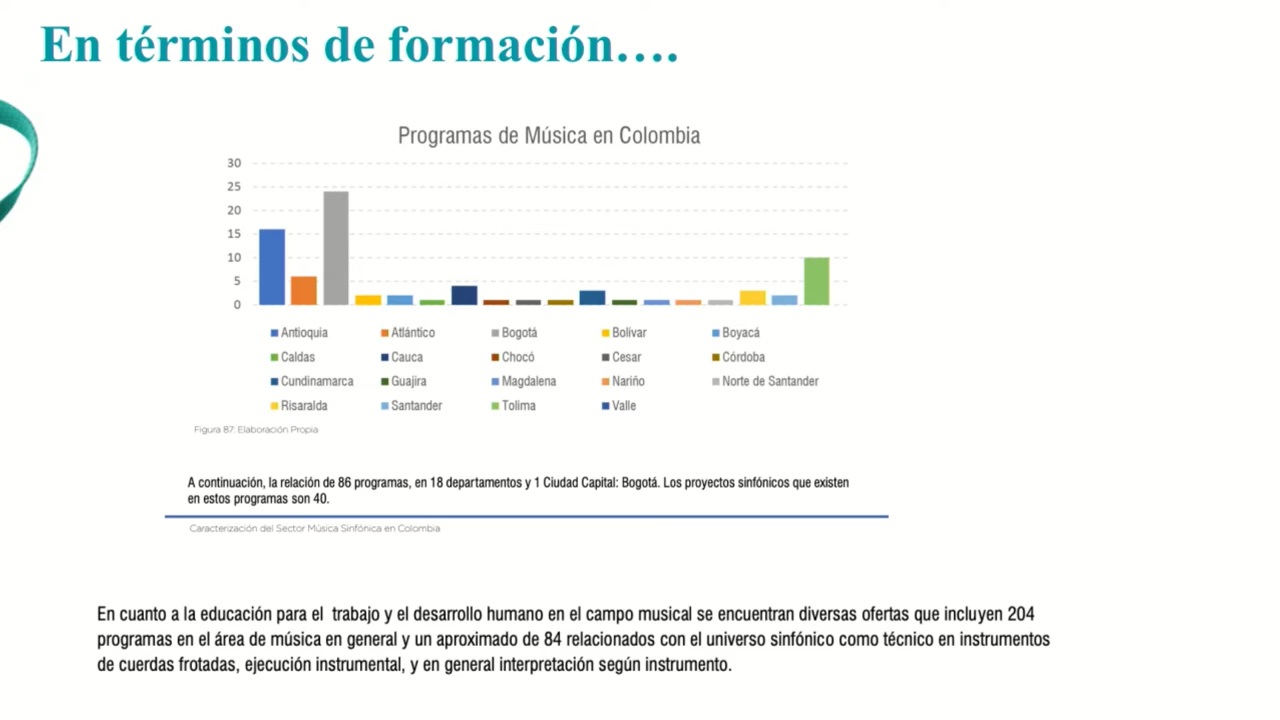 En términos de formación....
Programas de Música en Colombia
30
25
20
15
10
5
0
Antioquia Atlántico Bogotá Bolívar Boyacá
Caldas Cauca Chocó Cesar Córdoba
Cundinamarca Guajira Magdalena Nariño Norte de Santander
Risaralda Santander Tolima Valle
Figura 87. Elaboración Propia
A continuación, la relación de 86 programas, en 18 departamentos y 1 Ciudad Capital: Bogotá. Los proyectos sinfónicos que existen
en estos programas son 40.
Caracterización del Sector Música Sinfónica en Colombia
En cuanto a la educación para el trabajo y el desarrollo humano en el campo musical se encuentran diversas ofertas que incluyen 204
programas en el área de música en general y un aproximado de 84 relacionados con el universo sinfónico como técnico en instrumentos
de cuerdas frotadas, ejecución instrumental, y en general interpretación según instrumento.